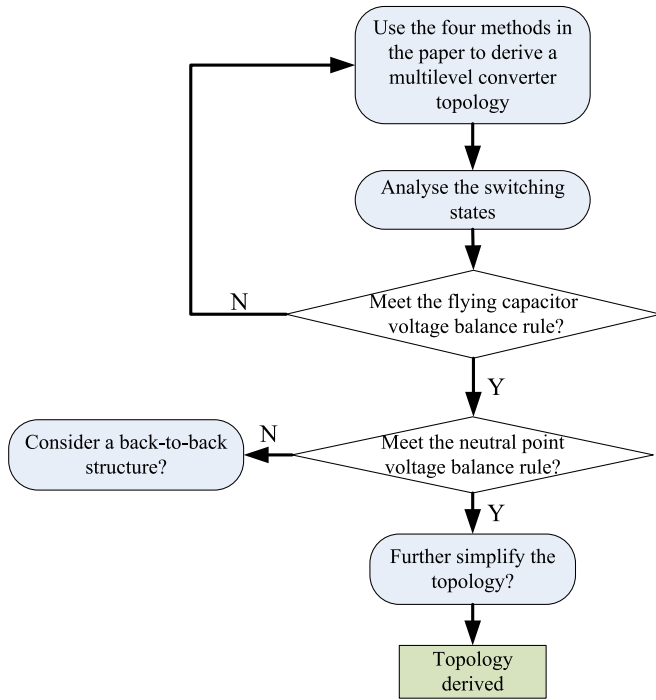 Use the four methods in
the paper to derive a
multilevel converter
topology
Analyse the switching
states
N
Meet the flying capacitor
voltage balance rule?
Y
Consider a back-to-back
structure?
N
Meet the neutral point
voltage balance rule?
Y
Further simplify the
topology?
Topology
derived